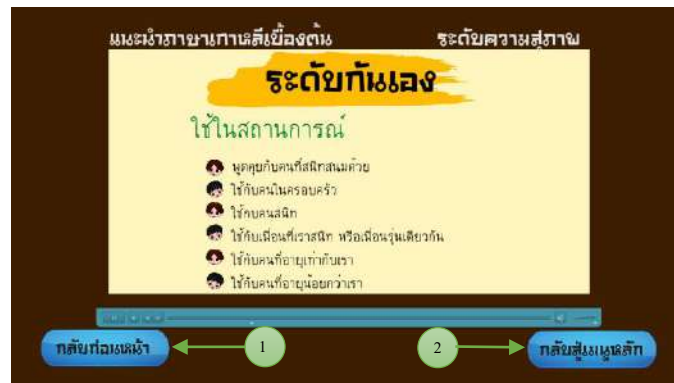 แนะนำภาษาเกาหลีเบื้องต้น ระดับความสุภาพ
ระดับกันเอง
ใช้ในสถานการณ์
พูดคุยกับคนที่สนิทสนมด้วย
ใช้กับคนในครอบครัว
ใช้กับคนสนิท
ใช้กับเพื่อนที่เราสนิท หรือเพื่อนรุ่นเดียวกัน
ใช้กับคนที่อายุเท่ากับเรา
ใช้กับคนที่อายุน้อยกว่าเรา
กลับก่อนหน้า 1 2 กลับสู่เมนูหลัก